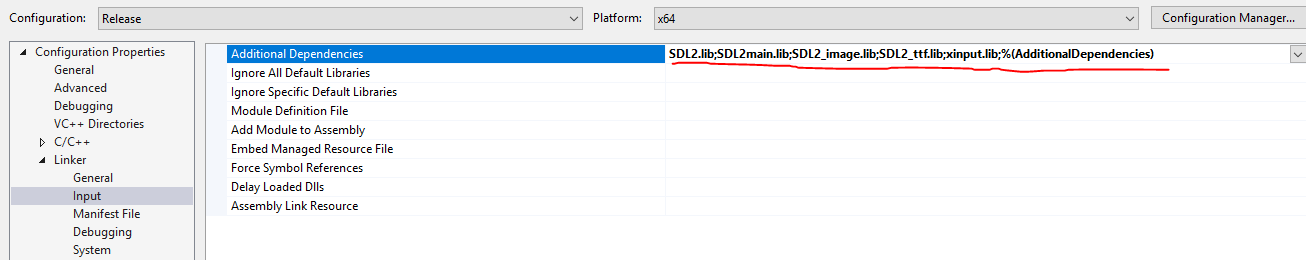 Configuration: Release Platform: x64 Configuration Manager...
Configuration Properties
General
Advanced
Debugging
VC++ Directories
C/C++
Linker
General
Input
Manifest File
Debugging
System
Additional Dependencies SDL2.lib;SDL2main.lib;SDL2_image.lib;SDL2_ttf.lib;xinput.lib;%(AdditionalDependencies)
Ignore All Default Libraries
Ignore Specific Default Libraries
Module Definition File
Add Module to Assembly
Embed Managed Resource File
Force Symbol References
Delay Loaded Dlls
Assembly Link Resource